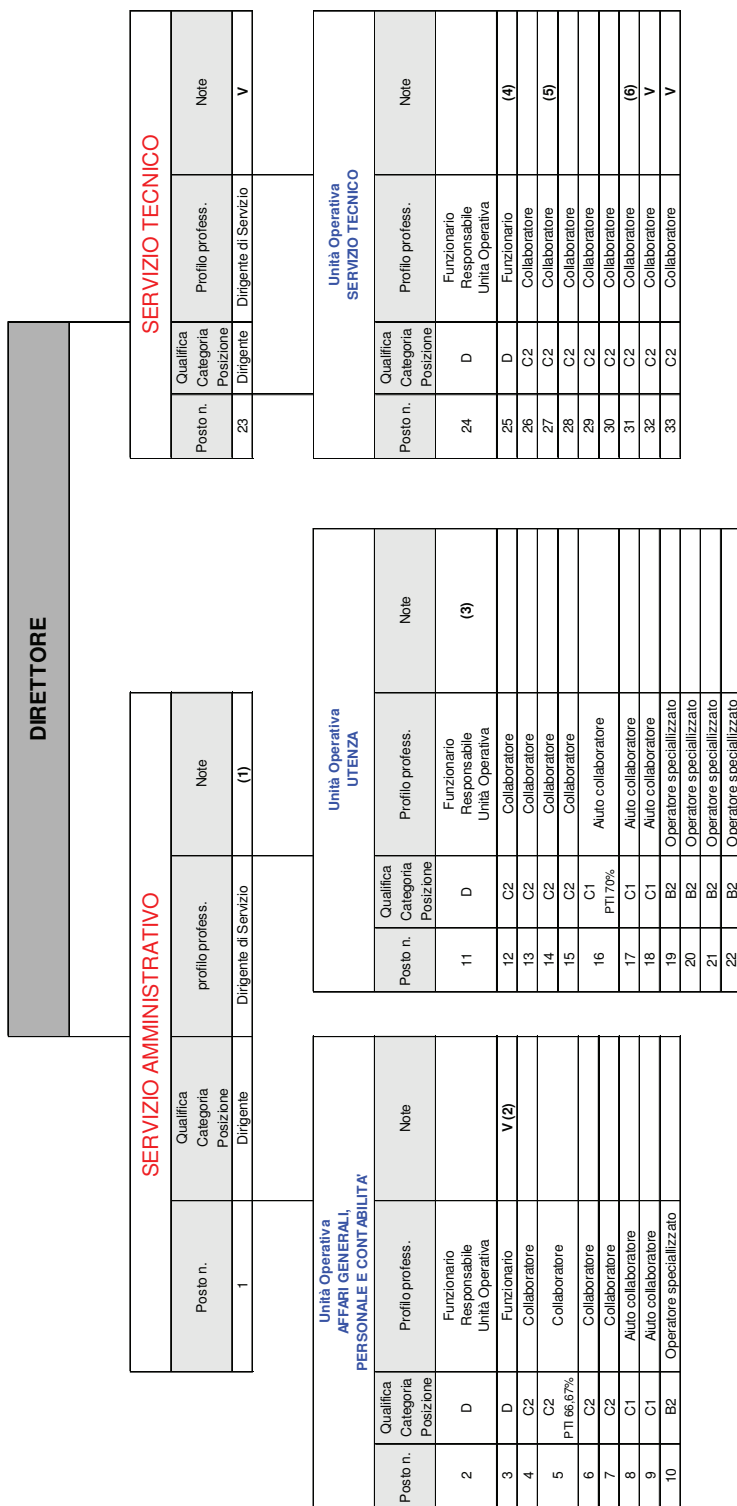 DIRETTORE
SERVIZIO AMMINISTRATIVO
Posto n. Qualifica Categoria Posizione profilo profess. Note
1 Dirigente Dirigente di Servizio (1)
Unità Operativa
AFFARI GENERALI,
PERSONALE E CONTABILITA'
Posto n. Qualifica Categoria Posizione Profilo profess. Note
2 D Funzionario Responsabile Unità Operativa
3 D Funzionario V (2)
4 C2 Collaboratore
5 C2 PTI 66,67% Collaboratore
6 C2 Collaboratore
7 C2 Collaboratore
8 C1 Aiuto collaboratore
9 C1 Aiuto collaboratore
10 B2 Operatore speciallizzato
Unità Operativa
UTENZA
Posto n. Qualifica Categoria Posizione Profilo profess. Note
11 D Funzionario Responsabile Unità Operativa (3)
12 C2 Collaboratore
13 C2 Collaboratore
14 C2 Collaboratore
15 C2 Collaboratore
16 C1 PTI 70% Aiuto collaboratore
17 C1 Aiuto collaboratore
18 C1 Aiuto collaboratore
19 B2 Operatore speciallizzato
20 B2 Operatore speciallizzato
21 B2 Operatore speciallizzato
22 B2 Operatore speciallizzato
SERVIZIO TECNICO
Posto n. Qualifica Categoria Posizione Profilo profess. Note
23 Dirigente Dirigente di Servizio V
Unità Operativa
SERVIZIO TECNICO
Posto n. Qualifica Categoria Posizione Profilo profess. Note
24 D Funzionario Responsabile Unita Operativa
25 D Funzionario (4)
26 C2 Collaboratore
27 C2 Collaboratore (5)
28 C2 Collaboratore
29 C2 Collaboratore
30 C2 Collaboratore
31 C2 Collaboratore (6)
32 C2 Collaboratore V
33 C2 Collaboratore V